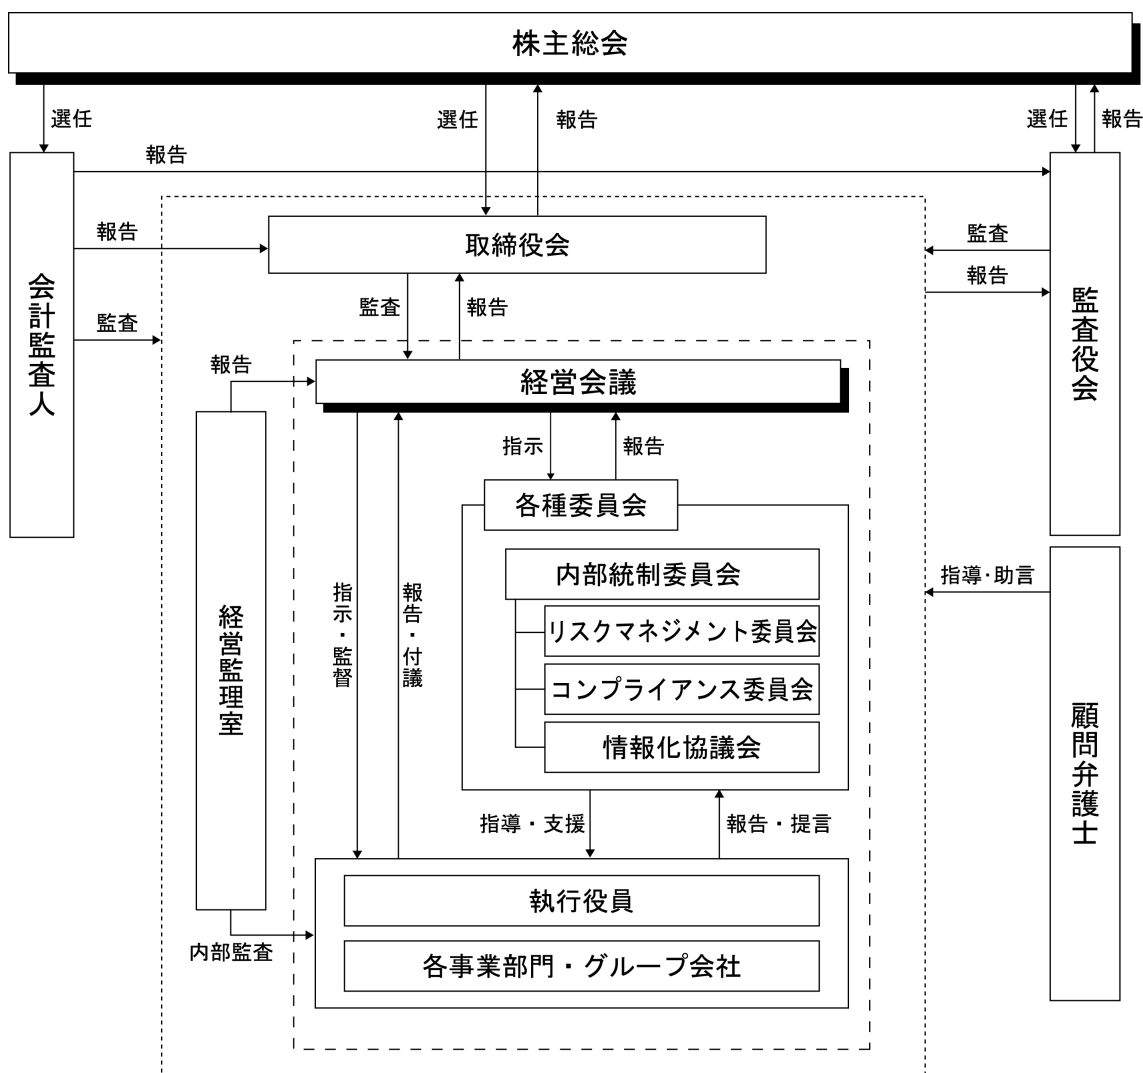 株主総会
選任
選任
報告
選任
報告
報告
報告
取締役会
監査
報告
監査
報告
監査
会計監査人
監査役会
報告
経営会議
指示
報告
各種委員会
内部統制委員会
リスクマネジメント委員会
コンプライアンス委員会
情報化協議会
指示・監督
報告・付議
経営監理室
指導・助言
顧問弁護士
指導・支援
報告・提言
執行役員
内部監査
各事業部門・グループ会社